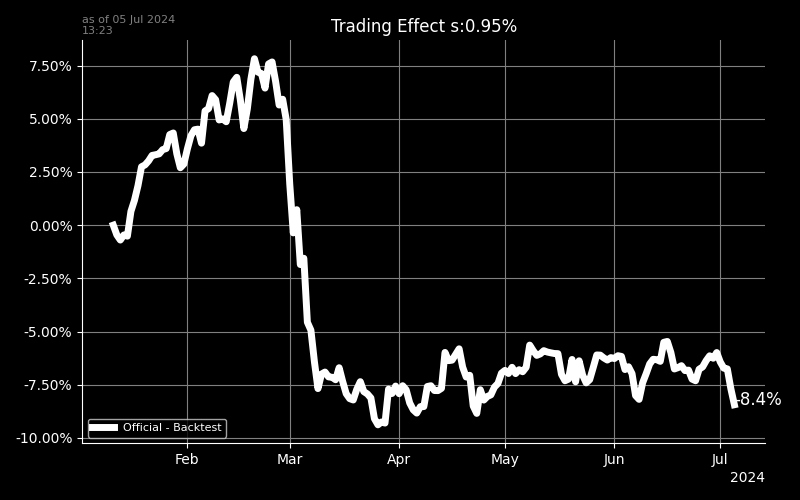 as of 05 Jul 2024
13:23
Trading Effect s:0.95%
7.50%
5.00%
2.50%
0.00%
-2.50%
-5.00%
-7.50%
-10.00%
-8.4%
Official - Backtest
Feb
Mar
Apr
May
Jun
Jul
2024